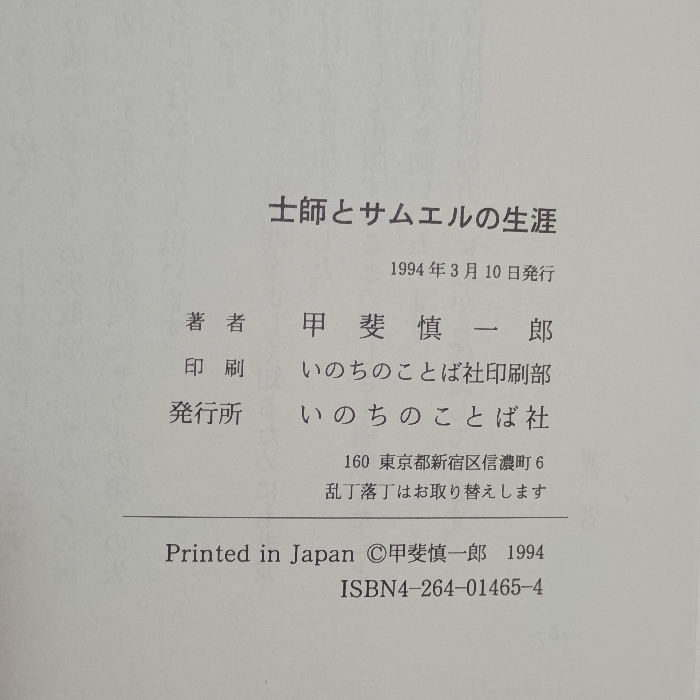 士師とサムエルの生涯
1994年3月10日発行
著者 甲斐慎一郎
印刷 いのちのことば社印刷部
発行所 いのちのことば社
160 東京都新宿区信濃町6
乱丁落丁はお取り替えします
Printed in Japan ©甲斐慎一郎 1994
ISBN4-264-01465-4